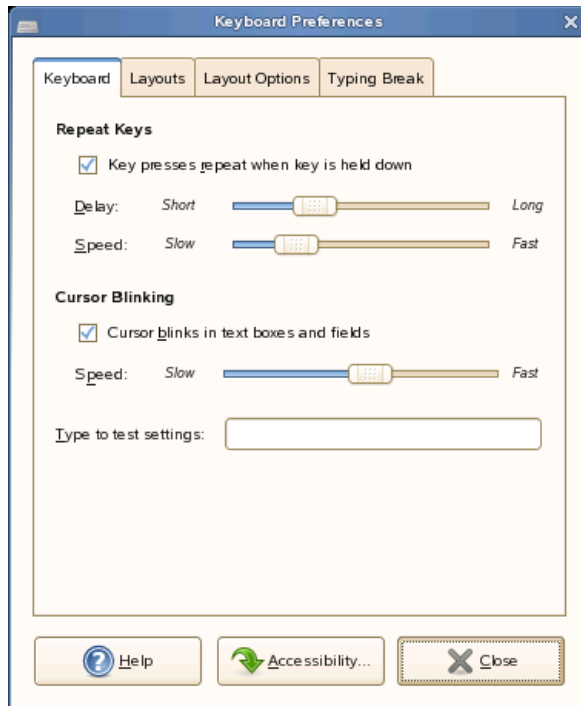 Keyboard Preferences
Keyboard Layouts Layout Options Typing Break
Repeat Keys
Key presses repeat when key is held down
Delay: Short Long
Speed: Slow Fast
Cursor Blinking
Cursor blinks in text boxes and fields
Speed: Slow Fast
Type to test settings:
Help Accessibility... Close